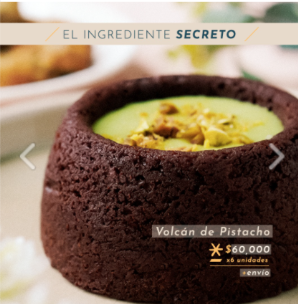 EL INGREDIENTE SECRETO
Volcán de Pistacho
$60,000
x6 unidades
+envío